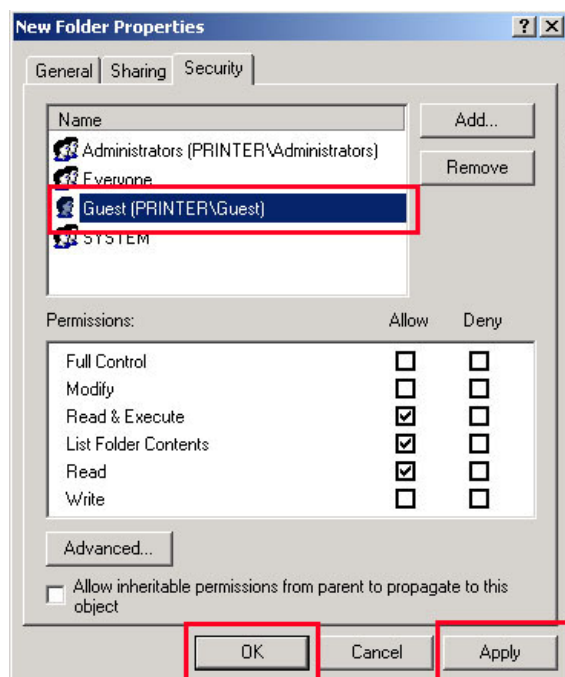 New Folder Properties ? X
General Sharing Security
Name
Add...
Administrators (PRINTER\Administrators)
Remove
Everyone
Guest (PRINTER\Guest)
SYSTEM
Permissions: Allow Deny
Full Control
Modify
Read & Execute
List Folder Contents
Read
Write
Advanced...
Allow inheritable permissions from parent to propagate to this
object
OK Cancel Apply